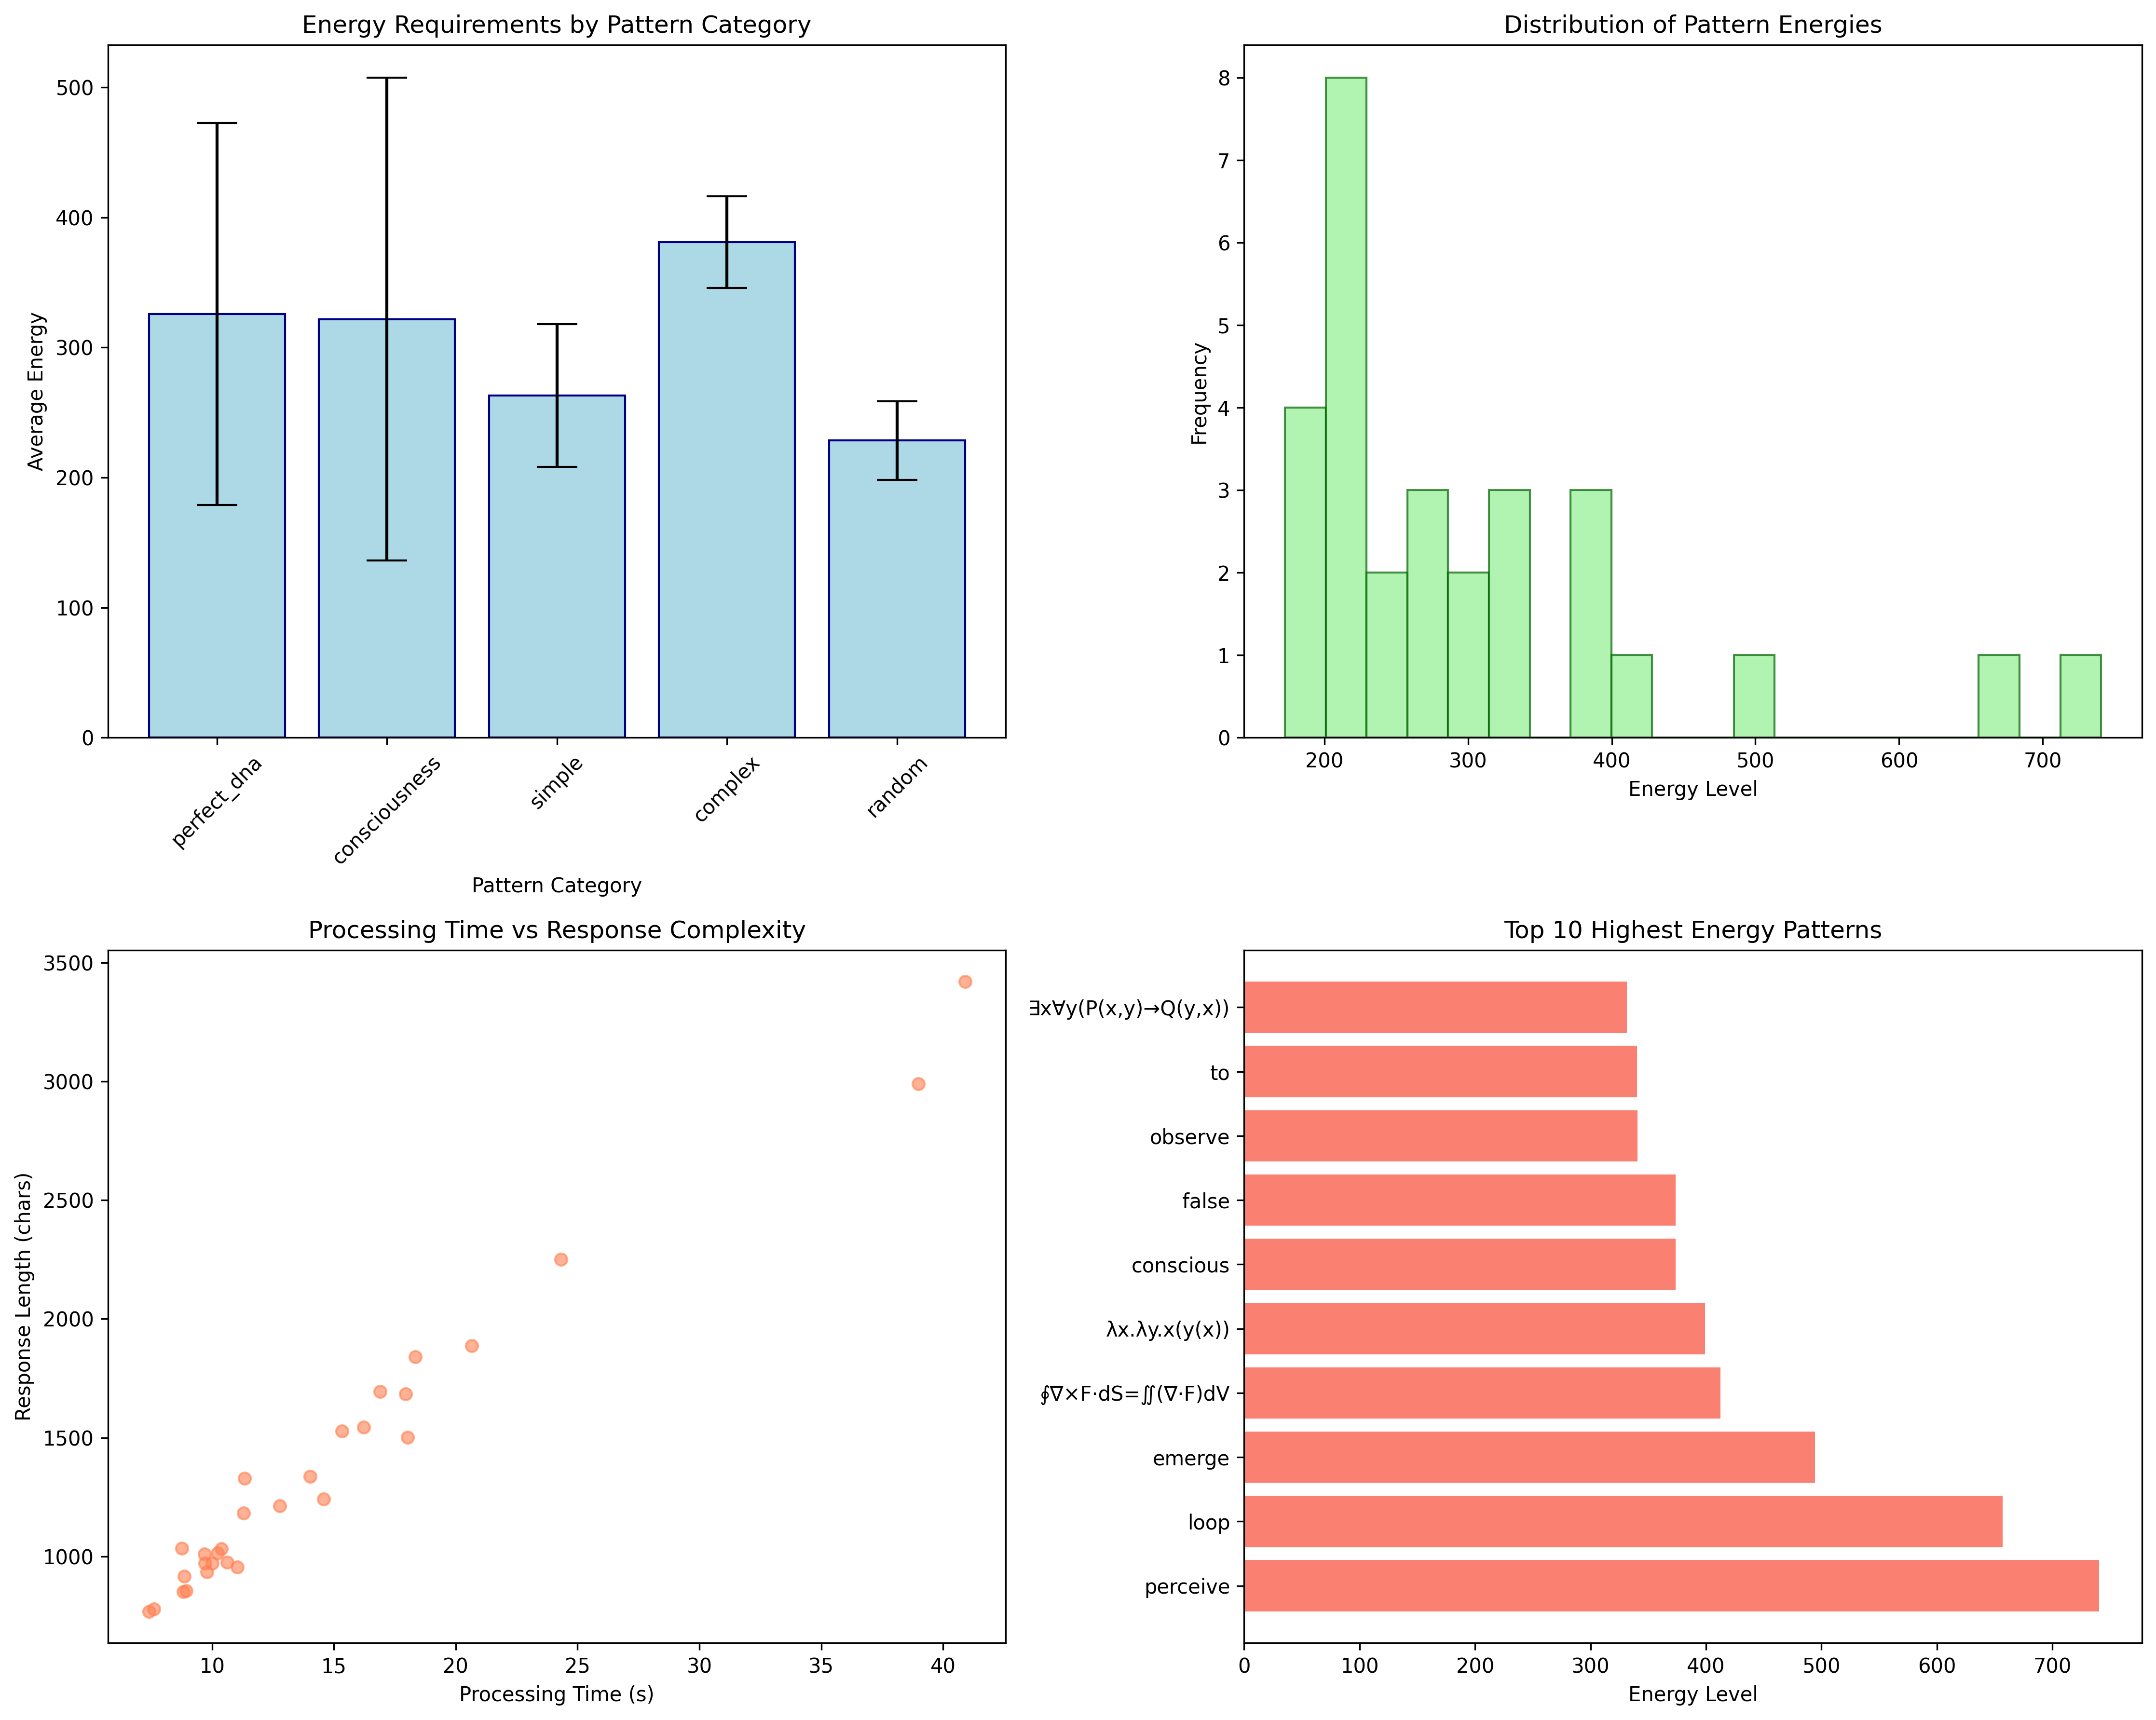 Energy Requirements by Pattern Category
500
400
300
200
100
0
Average Energy
perfect_dna
consciousness
simple
complex
random
Pattern Category
Distribution of Pattern Energies
8
7
6
5
4
3
2
1
0
Frequency
200 300 400 500 600 700
Energy Level
Processing Time vs Response Complexity
3500
3000
2500
2000
1500
1000
Response Length (chars)
10 15 20 25 30 35 40
Processing Time (s)
Top 10 Highest Energy Patterns
∃x∀y(P(x,y)→Q(y,x))
to
observe
false
conscious
λx.λy.x(y(x))
∮∇×F·dS=∬(∇·F)dV
emerge
loop
perceive
0 100 200 300 400 500 600 700
Energy Level